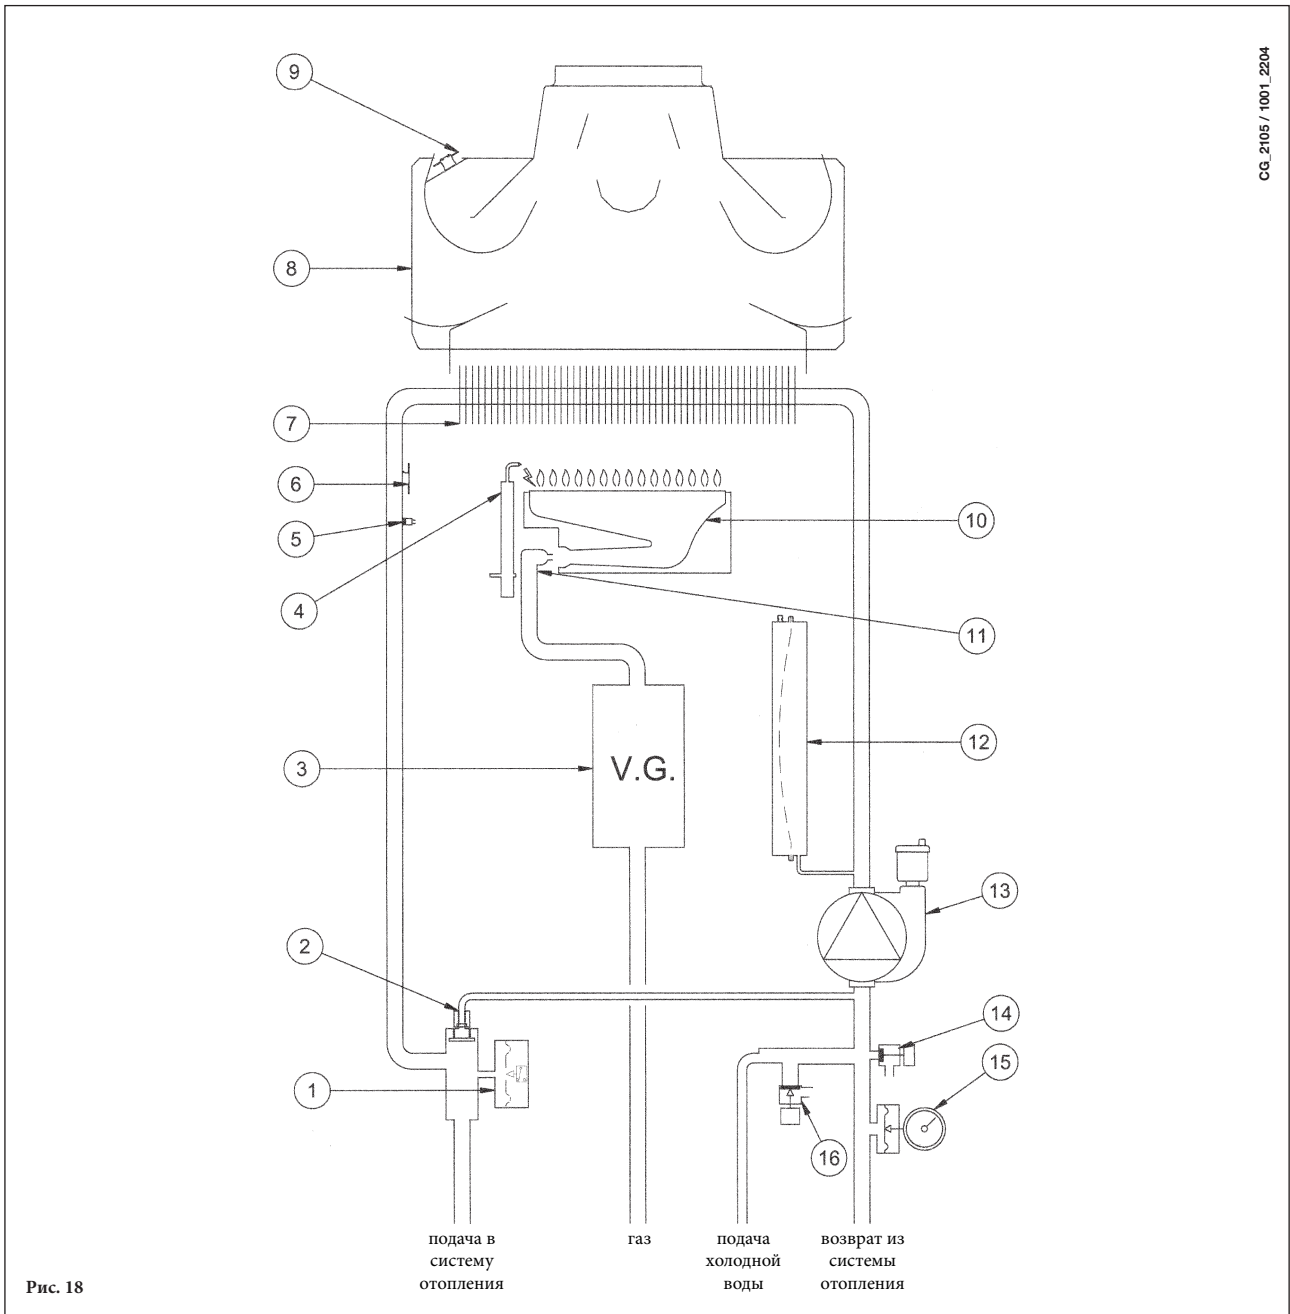 CG_2105 / 1001_2204
9
8
7
6
5
4
10
11
3
V.G.
12
13
2
14
1
15
16
подача в
систему
отопления
газ
подача
холодной
воды
возврат из
системы
отопления
Рис. 18